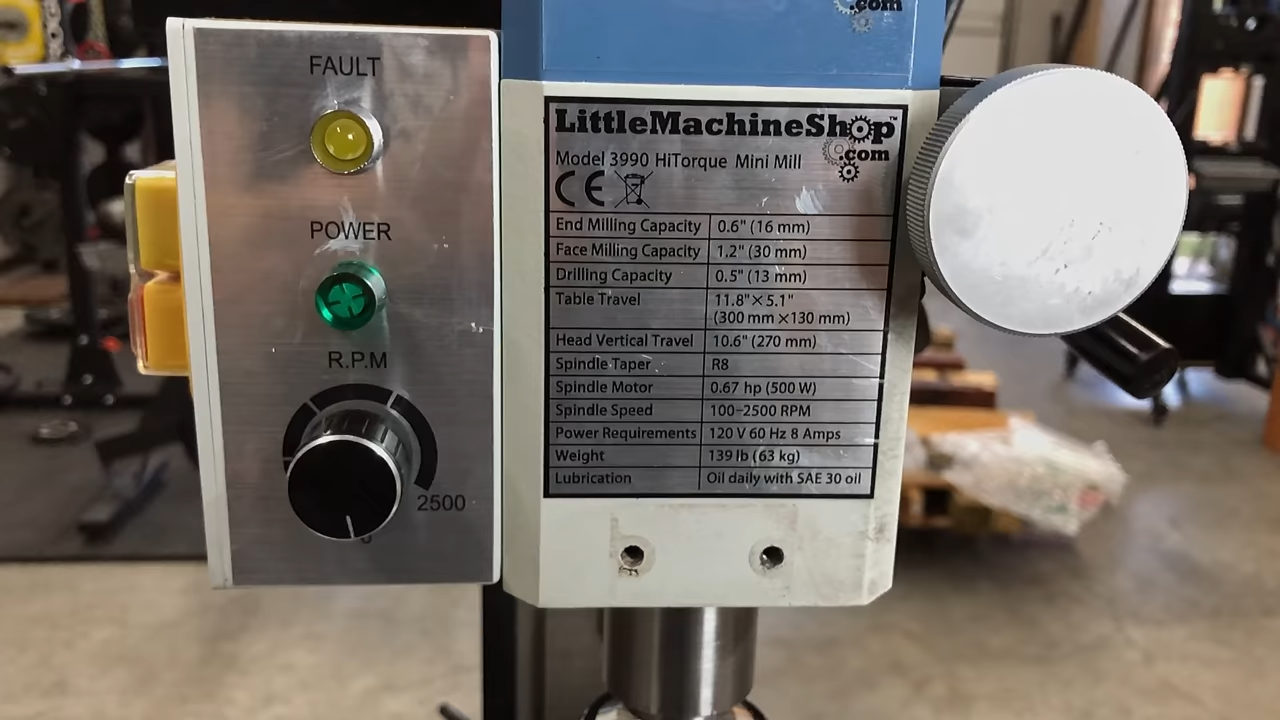 .com
FAULT
POWER
R.P.M
2500
0
LittleMachineShop™
.com
Model 3990 HiTorque Mini Mill
CE
End Milling Capacity 0.6" (16 mm)
Face Milling Capacity 1.2" (30 mm)
Drilling Capacity 0.5" (13 mm)
Table Travel 11.8" × 5.1"
(300 mm ×130 mm)
Head Vertical Travel 10.6" (270 mm)
Spindle Taper R8
Spindle Motor 0.67 hp (500 W)
Spindle Speed 100–2500 RPM
Power Requirements 120 V 60 Hz 8 Amps
Weight 139 lb (63 kg)
Lubrication Oil daily with SAE 30 oil